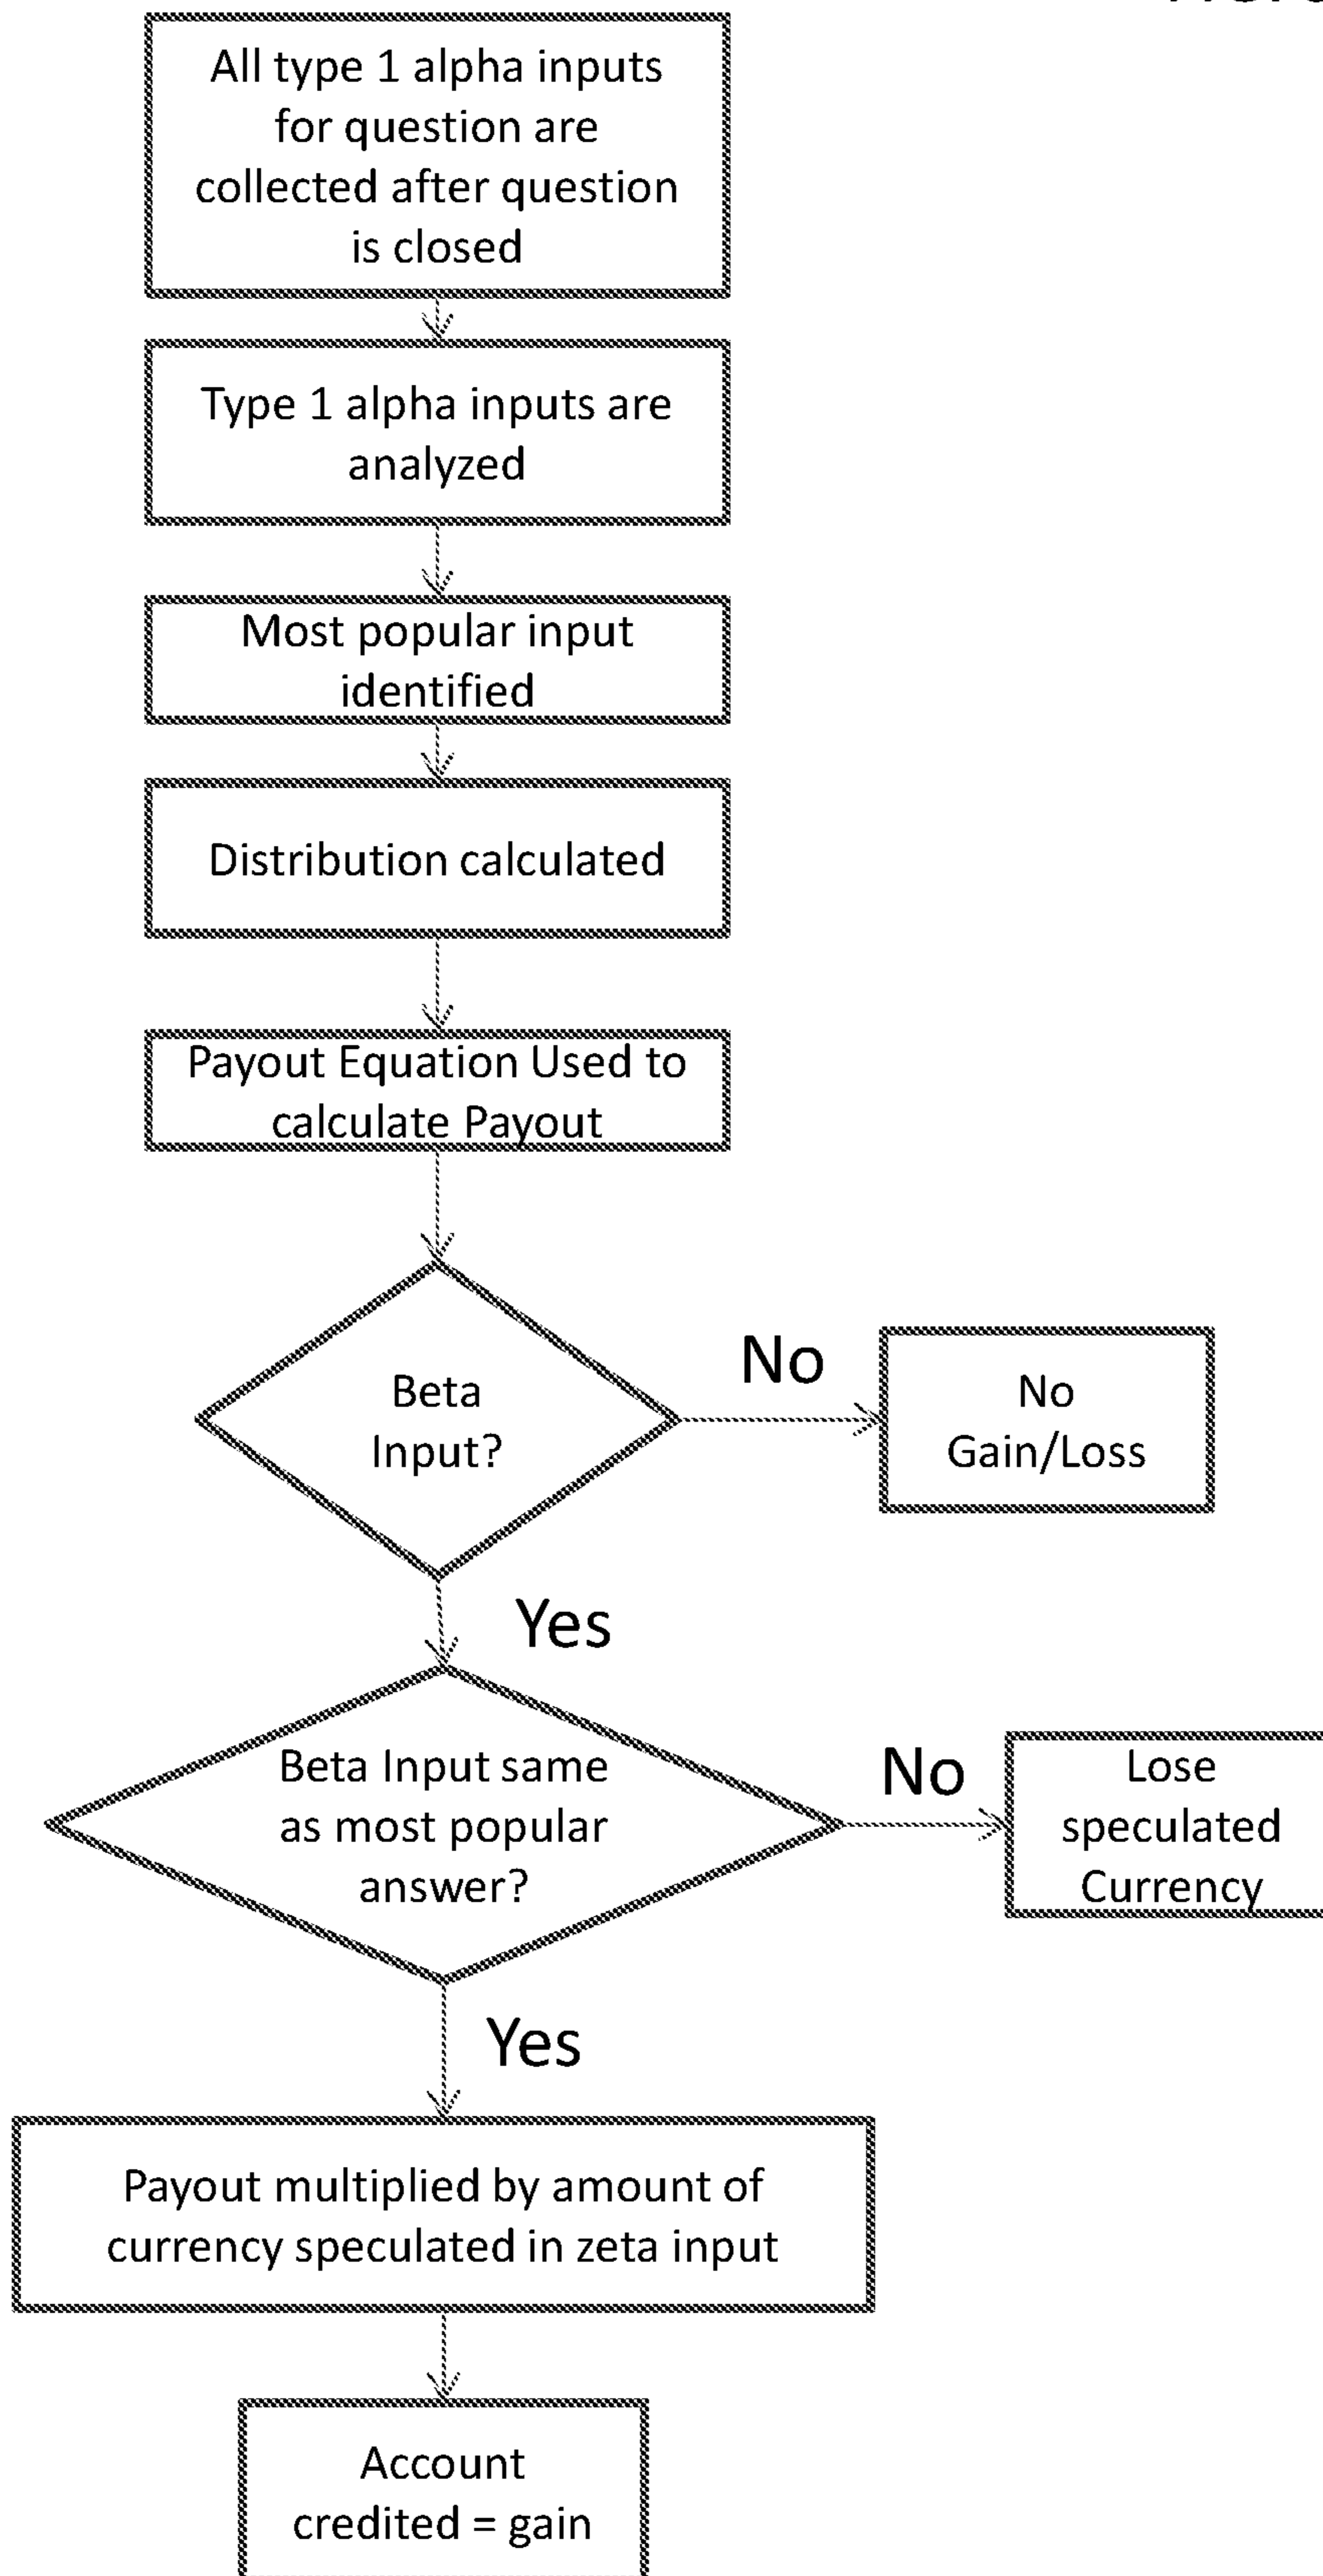 All type 1 alpha inputs
for question are
collected after question
is closed
Type 1 alpha inputs are
analyzed
Most popular input
identified
Distribution calculated
Payout Equation Used to
calculate Payout
Beta
Input?
No
No
Gain/Loss
Yes
Beta Input same
as most popular
answer?
No
Lose
speculated
Currency
Yes
Payout multiplied by amount of
currency speculated in zeta input
Account
credited = gain